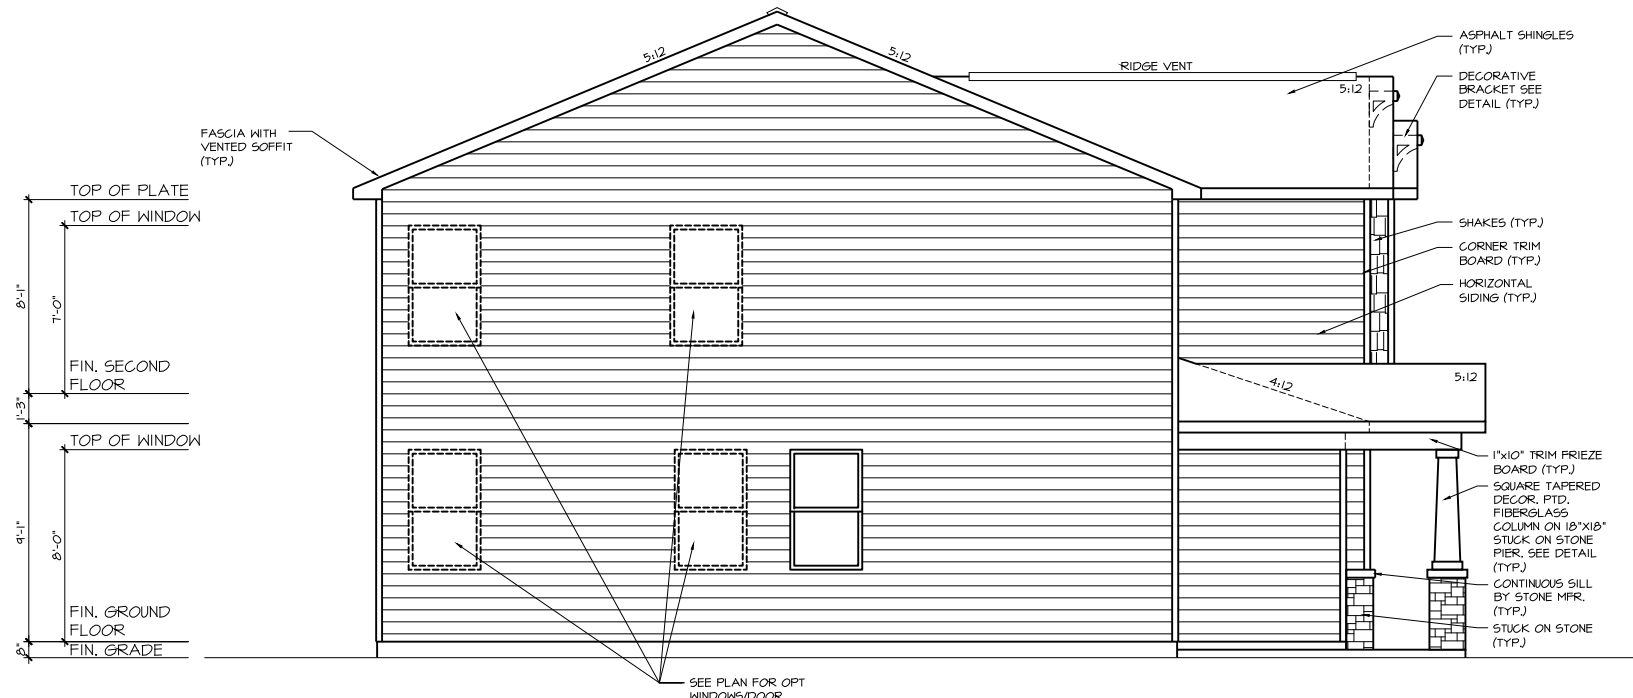 5:12
5:12
RIDGE VENT
5:12
ASPHALT SHINGLES
(TYP.)
DECORATIVE
BRACKET SEE
DETAIL (TYP.)
FASCIA WITH
VENTED SOFFIT
(TYP.)
TOP OF PLATE
TOP OF WINDOW
8'-1"
7'-0"
FIN. SECOND
FLOOR
1'-3"
TOP OF WINDOW
9'-1"
8'-0"
FIN. GROUND
FLOOR
8"
FIN. GRADE
SHAKES (TYP.)
CORNER TRIM
BOARD (TYP.)
HORIZONTAL
SIDING (TYP.)
4:12
5:12
1"x10" TRIM FRIEZE
BOARD (TYP.)
SQUARE TAPERED
DECOR. PTD.
FIBERGLASS
COLUMN ON 18"X18"
STUCK ON STONE
PIER. SEE DETAIL
(TYP.)
CONTINUOUS SILL
BY STONE MFR.
(TYP.)
STUCK ON STONE
(TYP.)
SEE PLAN FOR OPT
WINDOWS/DOOR